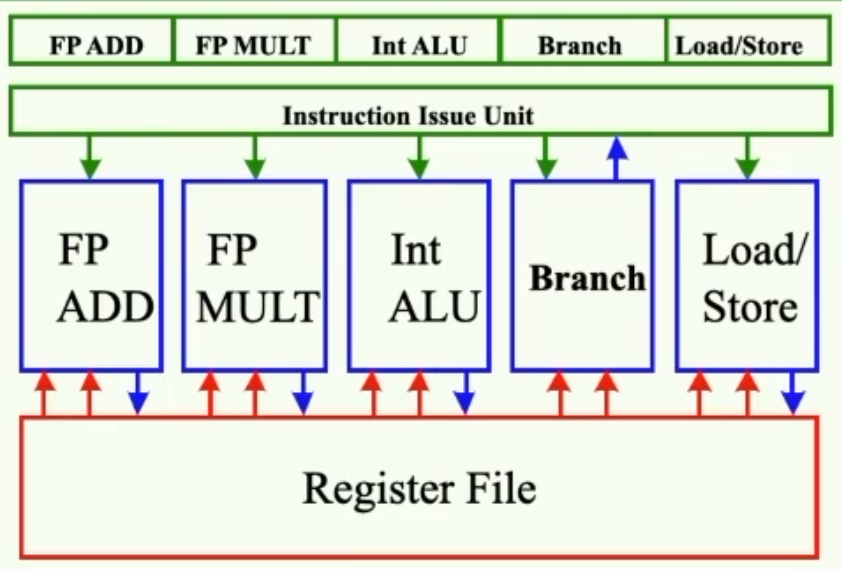 FP ADD
FP MULT
Int ALU
Branch
Load/Store
Instruction Issue Unit
FP
ADD
FP
MULT
Int
ALU
Branch
Load/
Store
Register File